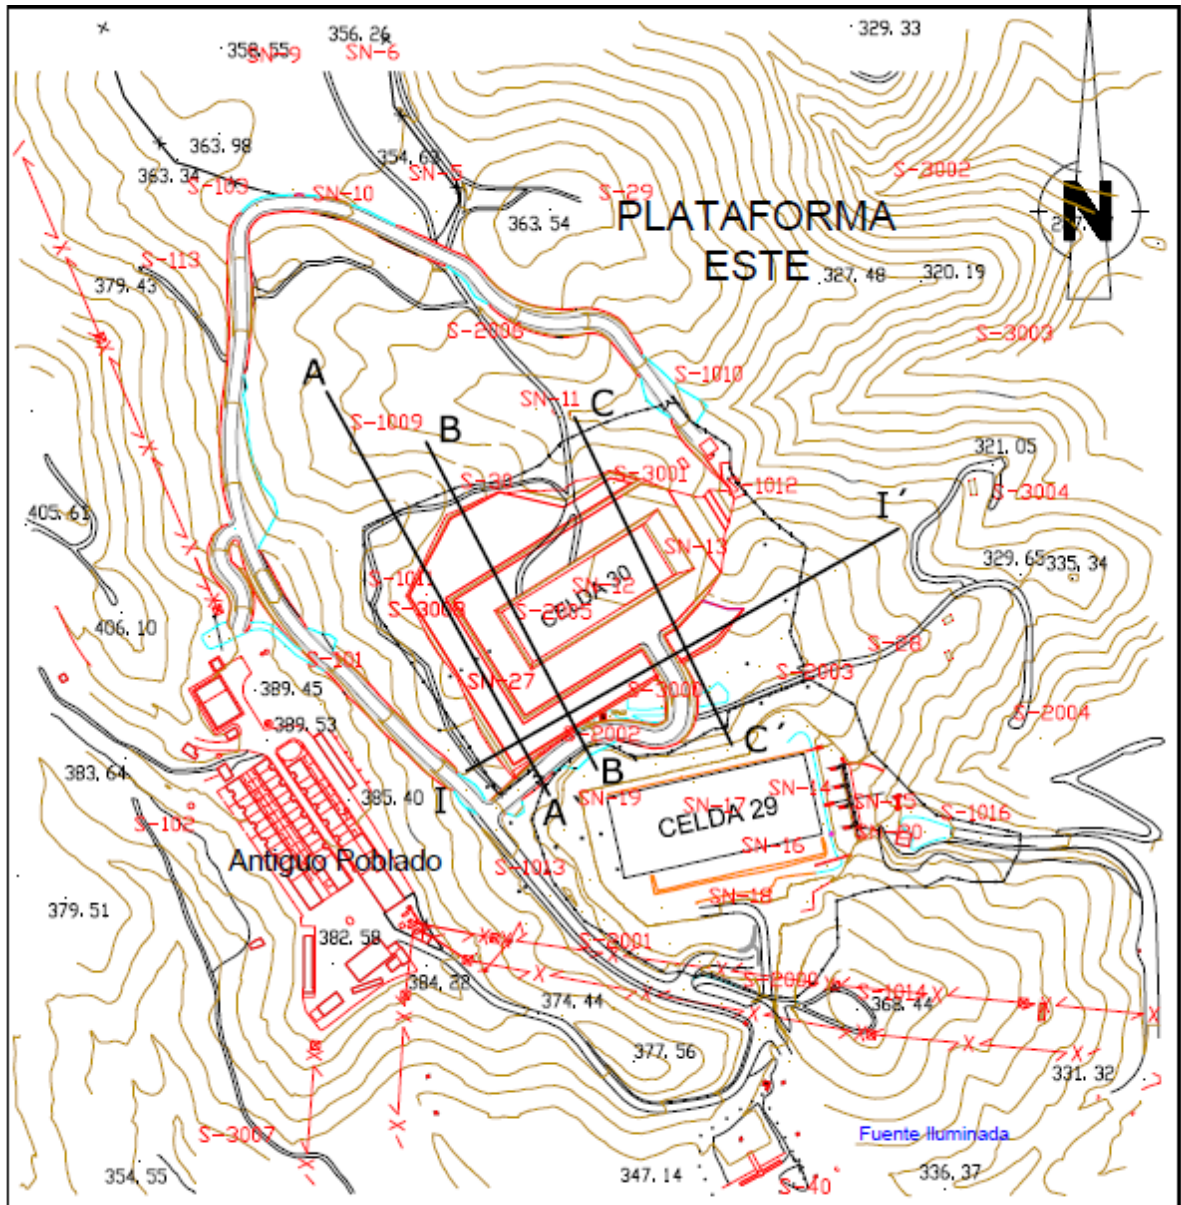 356.26
329.33
358.55
SN-9
SN-6
363.98
354.63
363.34
S-103
SN-10
SN-5
S-29
S-3002
N
363.54
PLATAFORMA
ESTE
S-113
379.43
327.48
320.19
S-2006
S-3003
A
S-1010
SN-11
C
S-1009
B
321.05
S-30
S-3001
S-1012
S-3004
I´
405.61
SN-13
329.65
335.34
S-1011
SN-12
CELDA 30
S-3008
S-2005
406.10
S-28
S-101
S-2003
389.45
SN-27
S-3000
S-2004
389.53
S-2002
C´
383.64
B
I
A
385.40
SN-19
SN-17
SN-14
SN-15
S-1016
S-102
CELDA 29
SN-20
SN-16
Antiguo Poblado
S-1013
SN-18
379.51
382.58
S-2001
384.22
S-2000
S-1014
374.44
368.44
377.56
331.32
S-3007
Fuente Iluminada
354.55
347.14
336.37
S-40